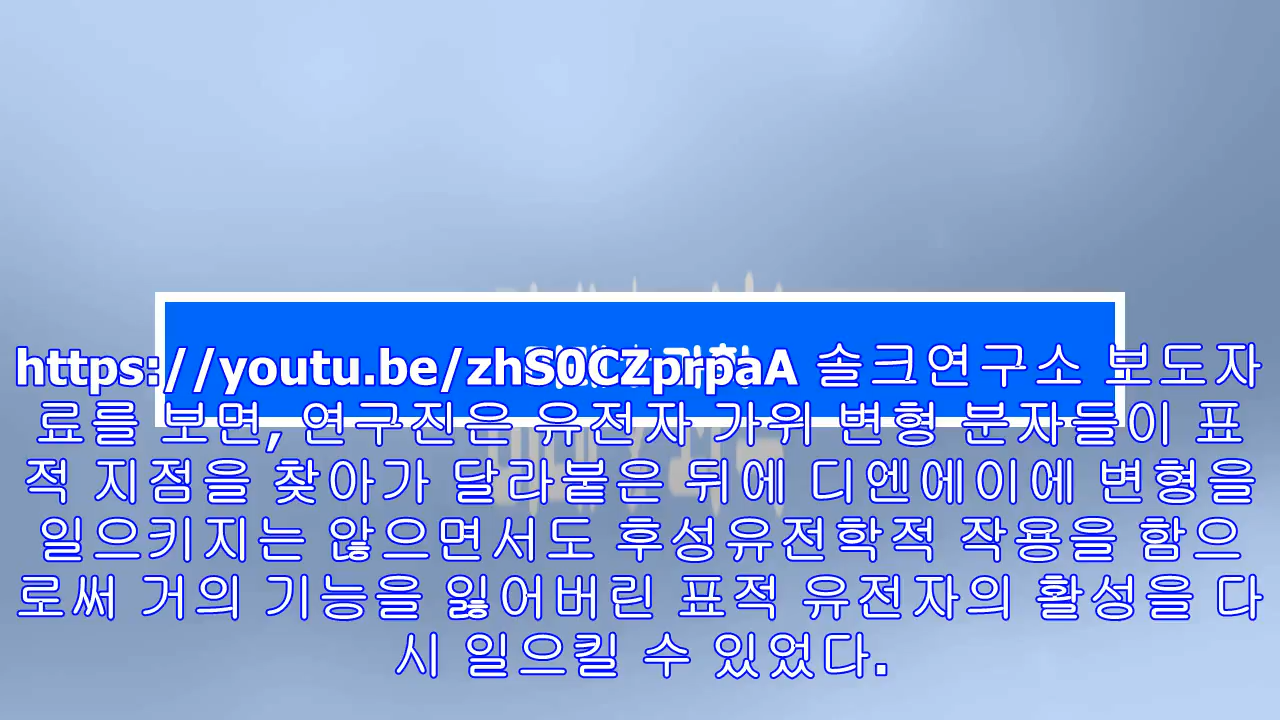 https://youtu.be/zhS0CZprpaA 솔크연구소 보도자
료를 보면, 연구진은 유전자 가위 변형 분자들이 표
적 지점을 찾아가 달라붙은 뒤에 디엔에이에 변형을
일으키지는 않으면서도 후성유전학적 작용을 함으
로써 거의 기능을 잃어버린 표적 유전자의 활성을 다
시 일으킬 수 있었다.